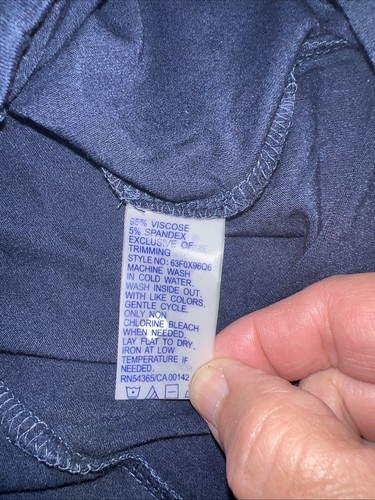 95% VISCOSE
5% SPANDEX
EXCLUSIVE OF
TRIMMING
STYLE NO: 63F0X96Q6
MACHINE WASH
IN COLD WATER.
WASH INSIDE OUT.
WITH LIKE COLORS.
GENTLE CYCLE.
ONLY NON
CHLORINE BLEACH
WHEN NEEDED.
LAY FLAT TO DRY.
IRON AT LOW
TEMPERATURE IF
NEEDED.
RN54365/CA00142